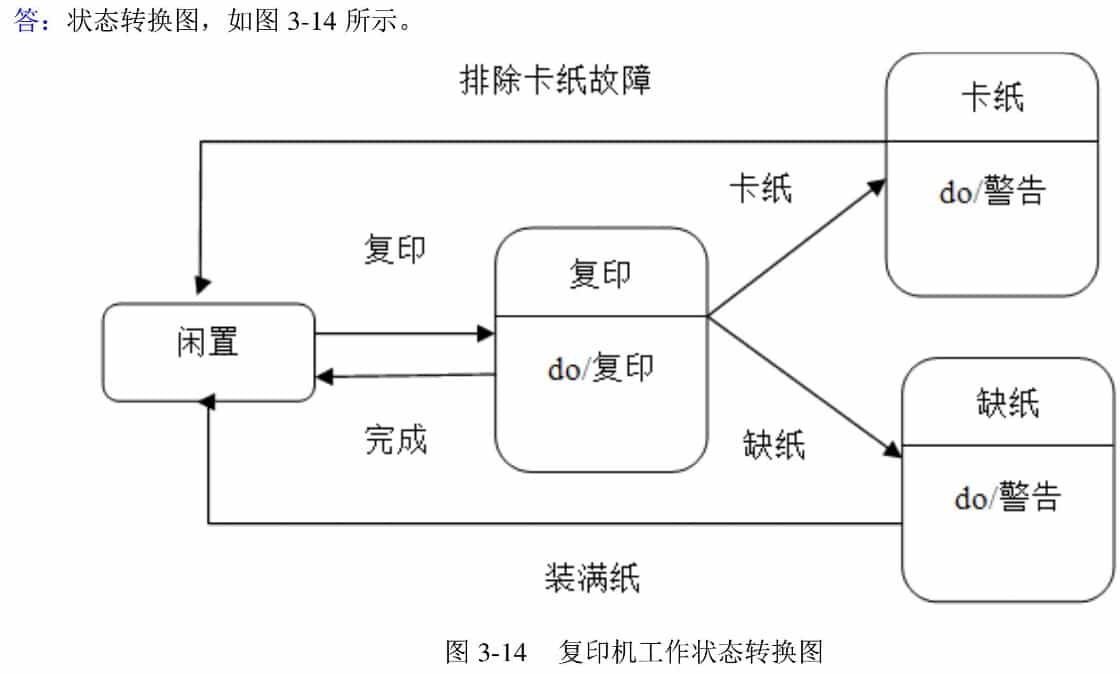 答：状态转换图，如图 3-14 所示。
排除卡纸故障
卡纸
do/警告
卡纸
复印
复印
do/复印
闲置
完成
缺纸
缺纸
do/警告
装满纸
图 3-14 复印机工作状态转换图